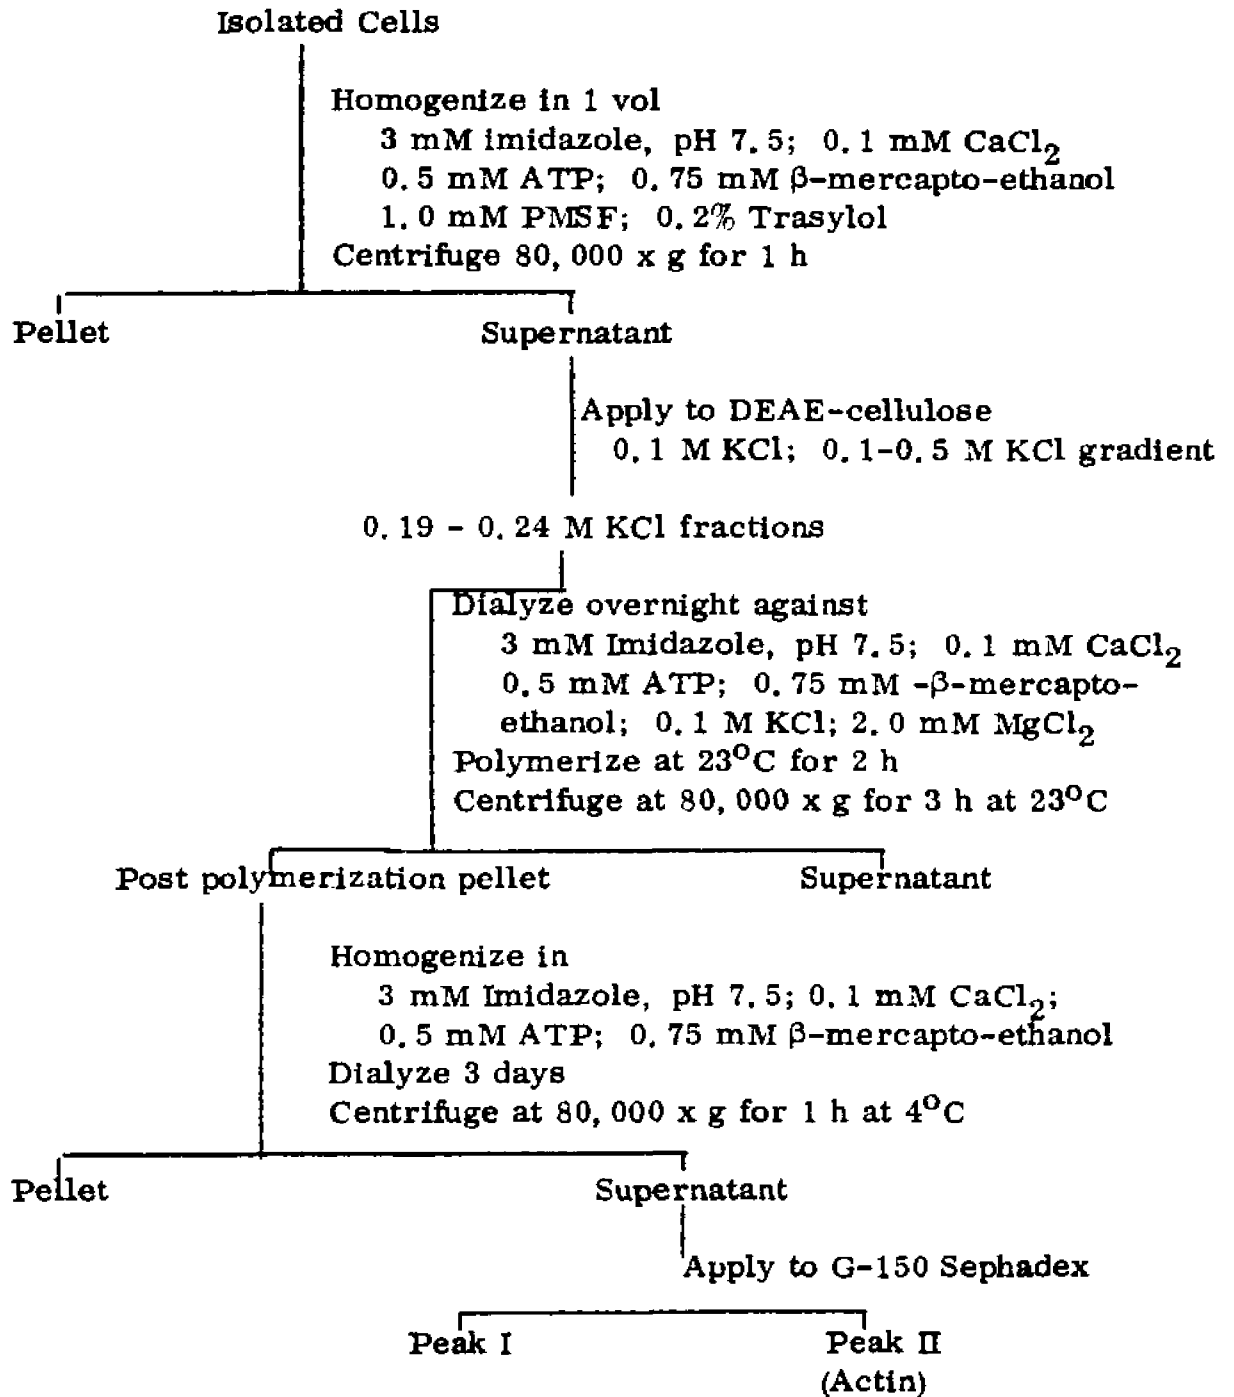 Isolated Cells
Homogenize in 1 vol
3 mM imidazole, pH 7.5; 0.1 mM CaCl₂
0.5 mM ATP; 0.75 mM β-mercapto-ethanol
1.0 mM PMSF; 0.2% Trasylol
Centrifuge 80,000 x g for 1 h
Pellet
Supernatant
Apply to DEAE-cellulose
0.1 M KCl; 0.1-0.5 M KCl gradient
0.19 - 0.24 M KCl fractions
Dialyze overnight against
3 mM Imidazole, pH 7.5; 0.1 mM CaCl₂
0.5 mM ATP; 0.75 mM -β-mercapto-
ethanol; 0.1 M KCl; 2.0 mM MgCl₂
Polymerize at 23°C for 2 h
Centrifuge at 80,000 x g for 3 h at 23°C
Post polymerization pellet
Supernatant
Homogenize in
3 mM Imidazole, pH 7.5; 0.1 mM CaCl₂;
0.5 mM ATP; 0.75 mM β-mercapto-ethanol
Dialyze 3 days
Centrifuge at 80,000 x g for 1 h at 4°C
Pellet
Supernatant
Apply to G-150 Sephadex
Peak I
Peak II
(Actin)